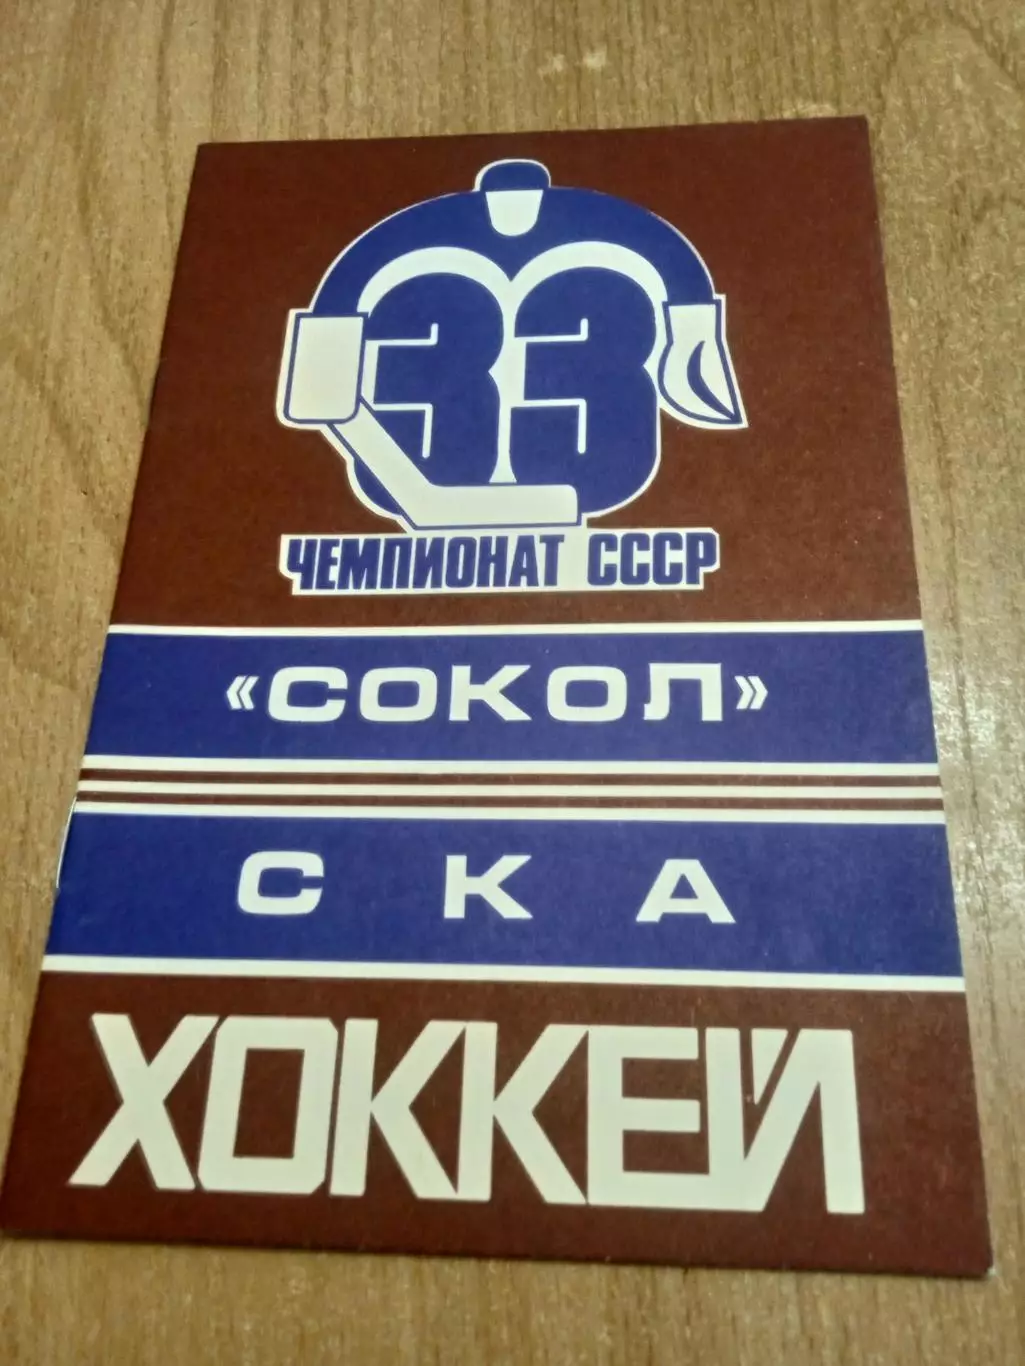 33
ЧЕМПИОНАТ СССР
«СОКОЛ»
СКА
ХОККЕЙ